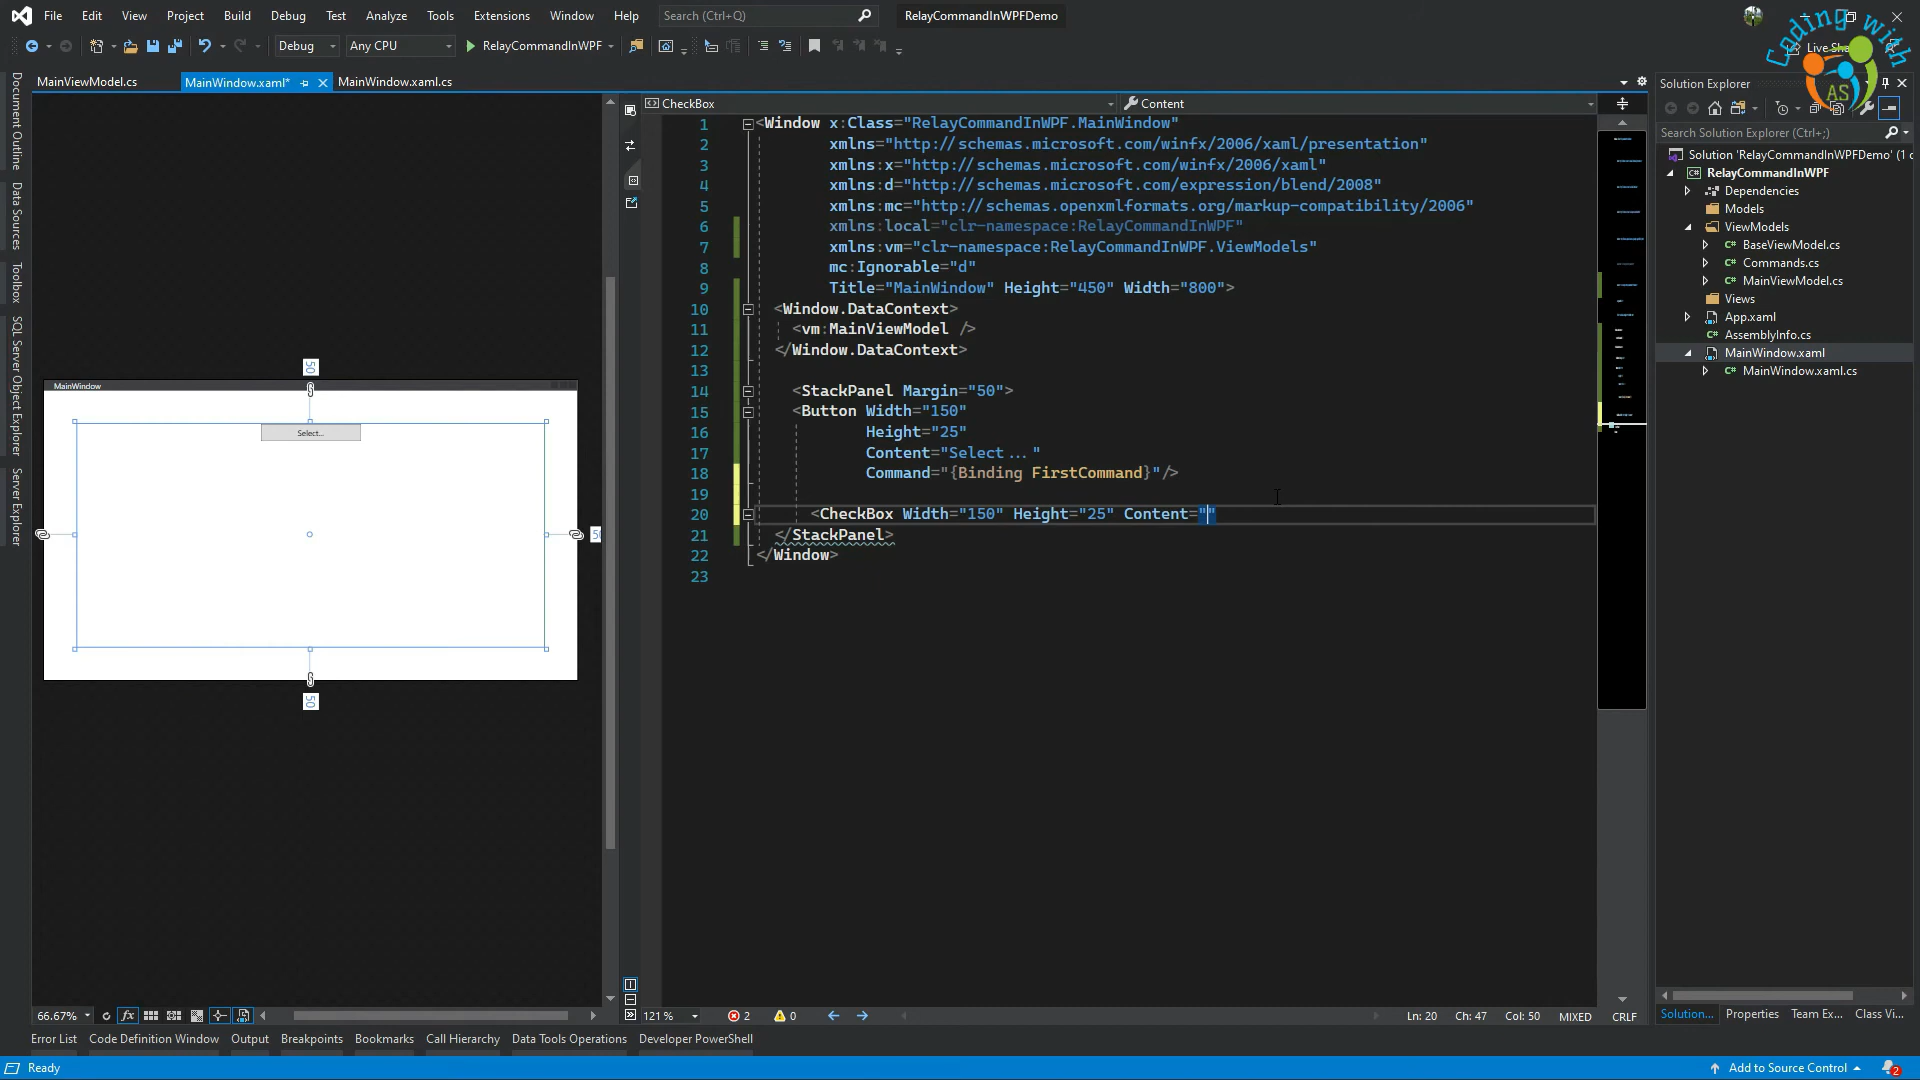 File Edit View Project Build Debug Test Analyze Tools Extensions Window Help Search (Ctrl+Q) RelayCommandInWPFDemo
Debug Any CPU RelayCommandInWPF Live Share
Coding with
AS
MainViewModel.cs MainWindow.xaml* MainWindow.xaml.cs
Document Outline
Data Sources
Toolbox
SQL Server Object Explorer
Server Explorer
CheckBox Content
1 <Window x:Class="RelayCommandInWPF.MainWindow"
2 xmlns="http://schemas.microsoft.com/winfx/2006/xaml/presentation"
3 xmlns:x="http://schemas.microsoft.com/winfx/2006/xaml"
4 xmlns:d="http://schemas.microsoft.com/expression/blend/2008"
5 xmlns:mc="http://schemas.openxmlformats.org/markup-compatibility/2006"
6 xmlns:local="clr-namespace:RelayCommandInWPF"
7 xmlns:vm="clr-namespace:RelayCommandInWPF.ViewModels"
8 mc:Ignorable="d"
9 Title="MainWindow" Height="450" Width="800">
10 <Window.DataContext>
11 <vm:MainViewModel />
12 </Window.DataContext>
13
14 <StackPanel Margin="50">
15 <Button Width="150"
16 Height="25"
17 Content="Select..."
18 Command="{Binding FirstCommand}"/>
19
20 <CheckBox Width="150" Height="25" Content=""
21 </StackPanel>
22 </Window>
23
50
MainWindow
Select...
50
50
Solution Explorer
Search Solution Explorer (Ctrl+;)
Solution 'RelayCommandInWPFDemo' (1 o
RelayCommandInWPF
Dependencies
Models
ViewModels
BaseViewModel.cs
Commands.cs
MainViewModel.cs
Views
App.xaml
AssemblyInfo.cs
MainWindow.xaml
MainWindow.xaml.cs
66.67% fx 121 % 2 0 Ln: 20 Ch: 47 Col: 50 MIXED CRLF
Solution... Properties Team Ex... Class Vi...
Error List Code Definition Window Output Breakpoints Bookmarks Call Hierarchy Data Tools Operations Developer PowerShell
Ready Add to Source Control 2